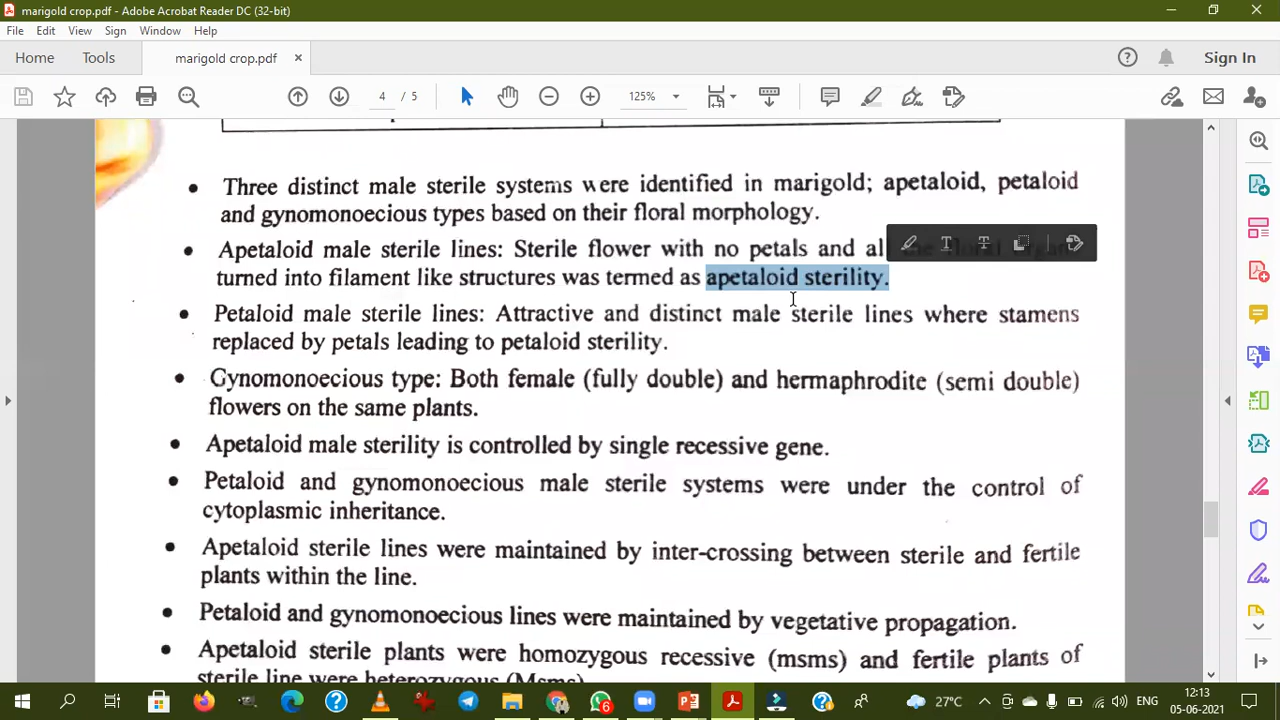 marigold crop.pdf - Adobe Acrobat Reader DC (32-bit)
File Edit View Sign Window Help
Home Tools marigold crop.pdf × Sign In
4 / 5 125%
Three distinct male sterile systems were identified in marigold; apetaloid, petaloid
and gynomonoecious types based on their floral morphology.
Apetaloid male sterile lines: Sterile flower with no petals and al
turned into filament like structures was termed as apetaloid sterility.
Petaloid male sterile lines: Attractive and distinct male sterile lines where stamens
replaced by petals leading to petaloid sterility.
Gynomonoecious type: Both female (fully double) and hermaphrodite (semi double)
flowers on the same plants.
Apetaloid male sterility is controlled by single recessive gene.
Petaloid and gynomonoecious male sterile systems were under the control of
cytoplasmic inheritance.
Apetaloid sterile lines were maintained by inter-crossing between sterile and fertile
plants within the line.
Petaloid and gynomonoecious lines were maintained by vegetative propagation.
Apetaloid sterile plants were homozygous recessive (msms) and fertile plants of
sterile line were heterozygous (Msms)
6 27°C ENG 12:13
05-06-2021